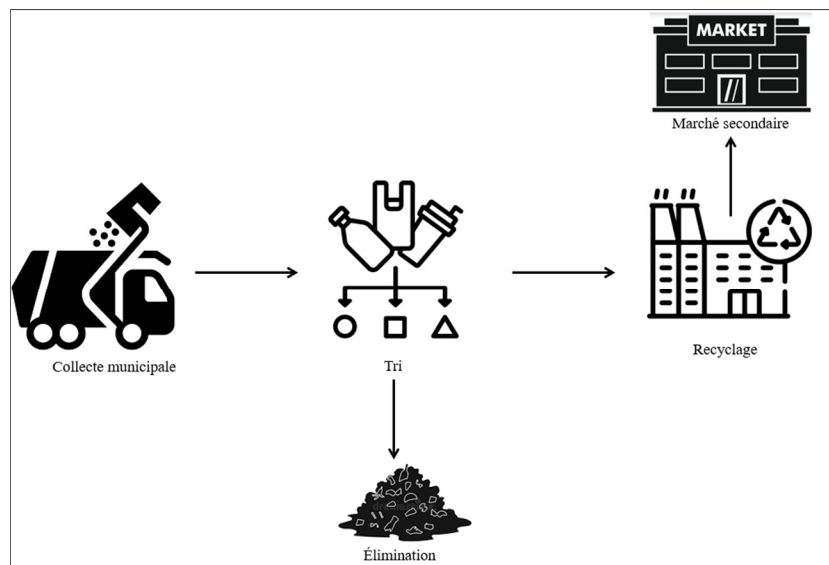 MARKET
Marché secondaire
Collecte municipale
Tri
Recyclage
Élimination